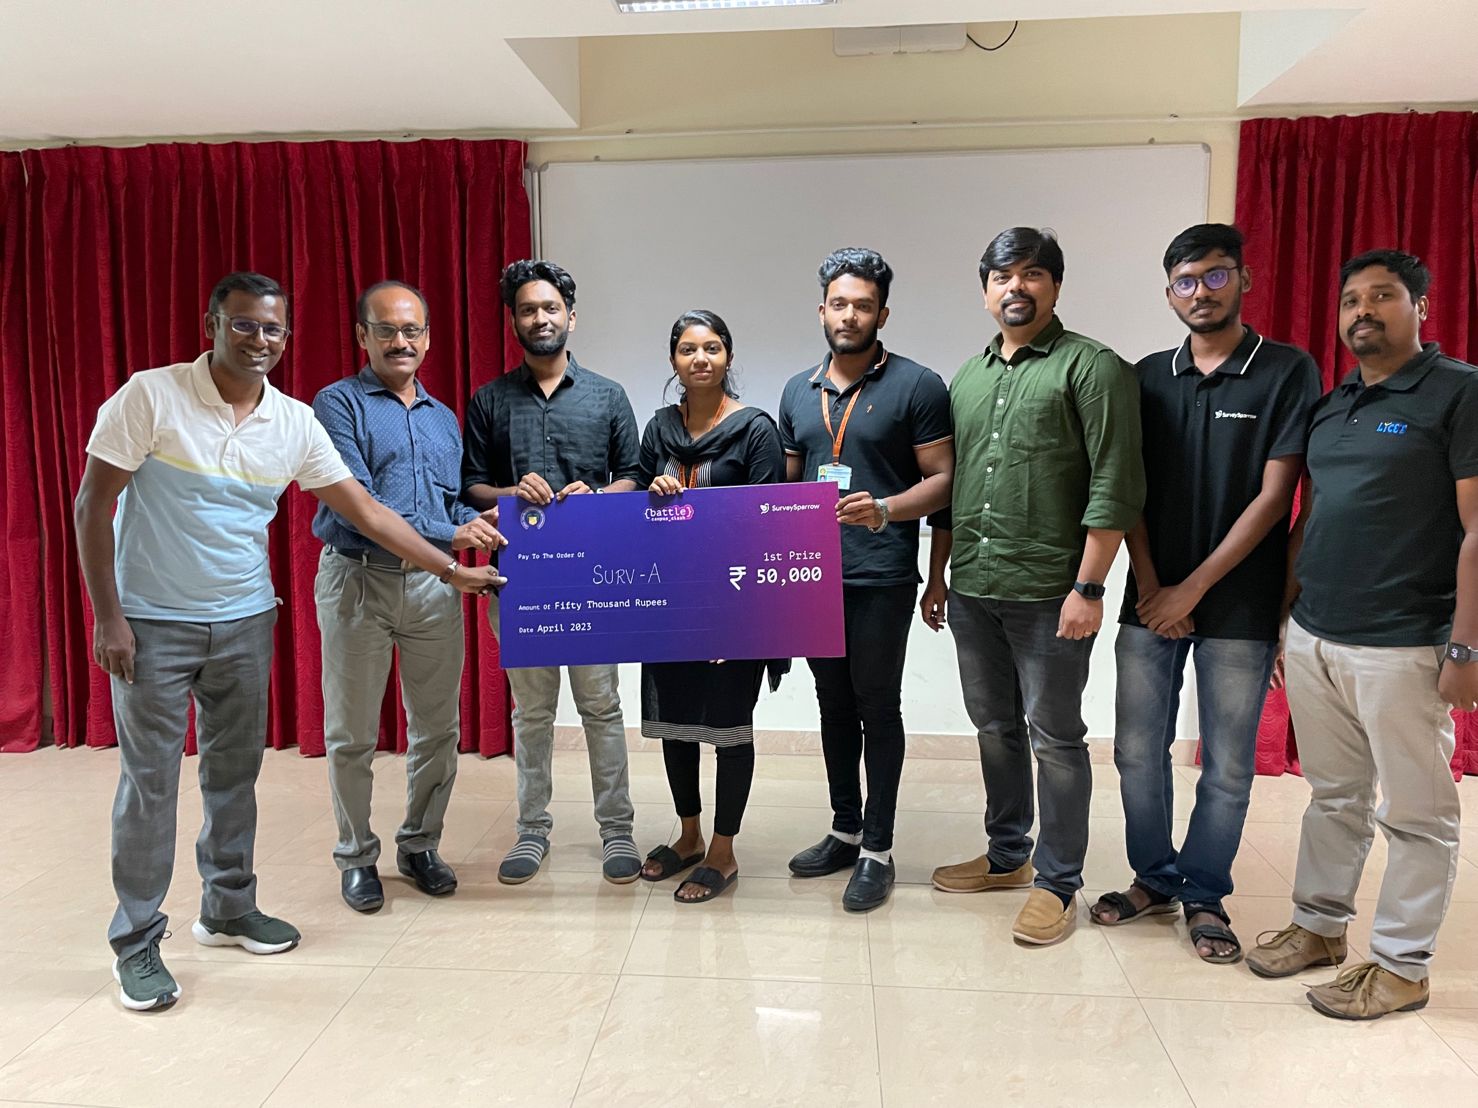 {battle}
campus_clash
SurveySparrow
Pay To The Order Of
SURV-A
1st Prize
₹ 50,000
Amount Of Fifty Thousand Rupees
Date April 2023
SurveySparrow
LYCEE